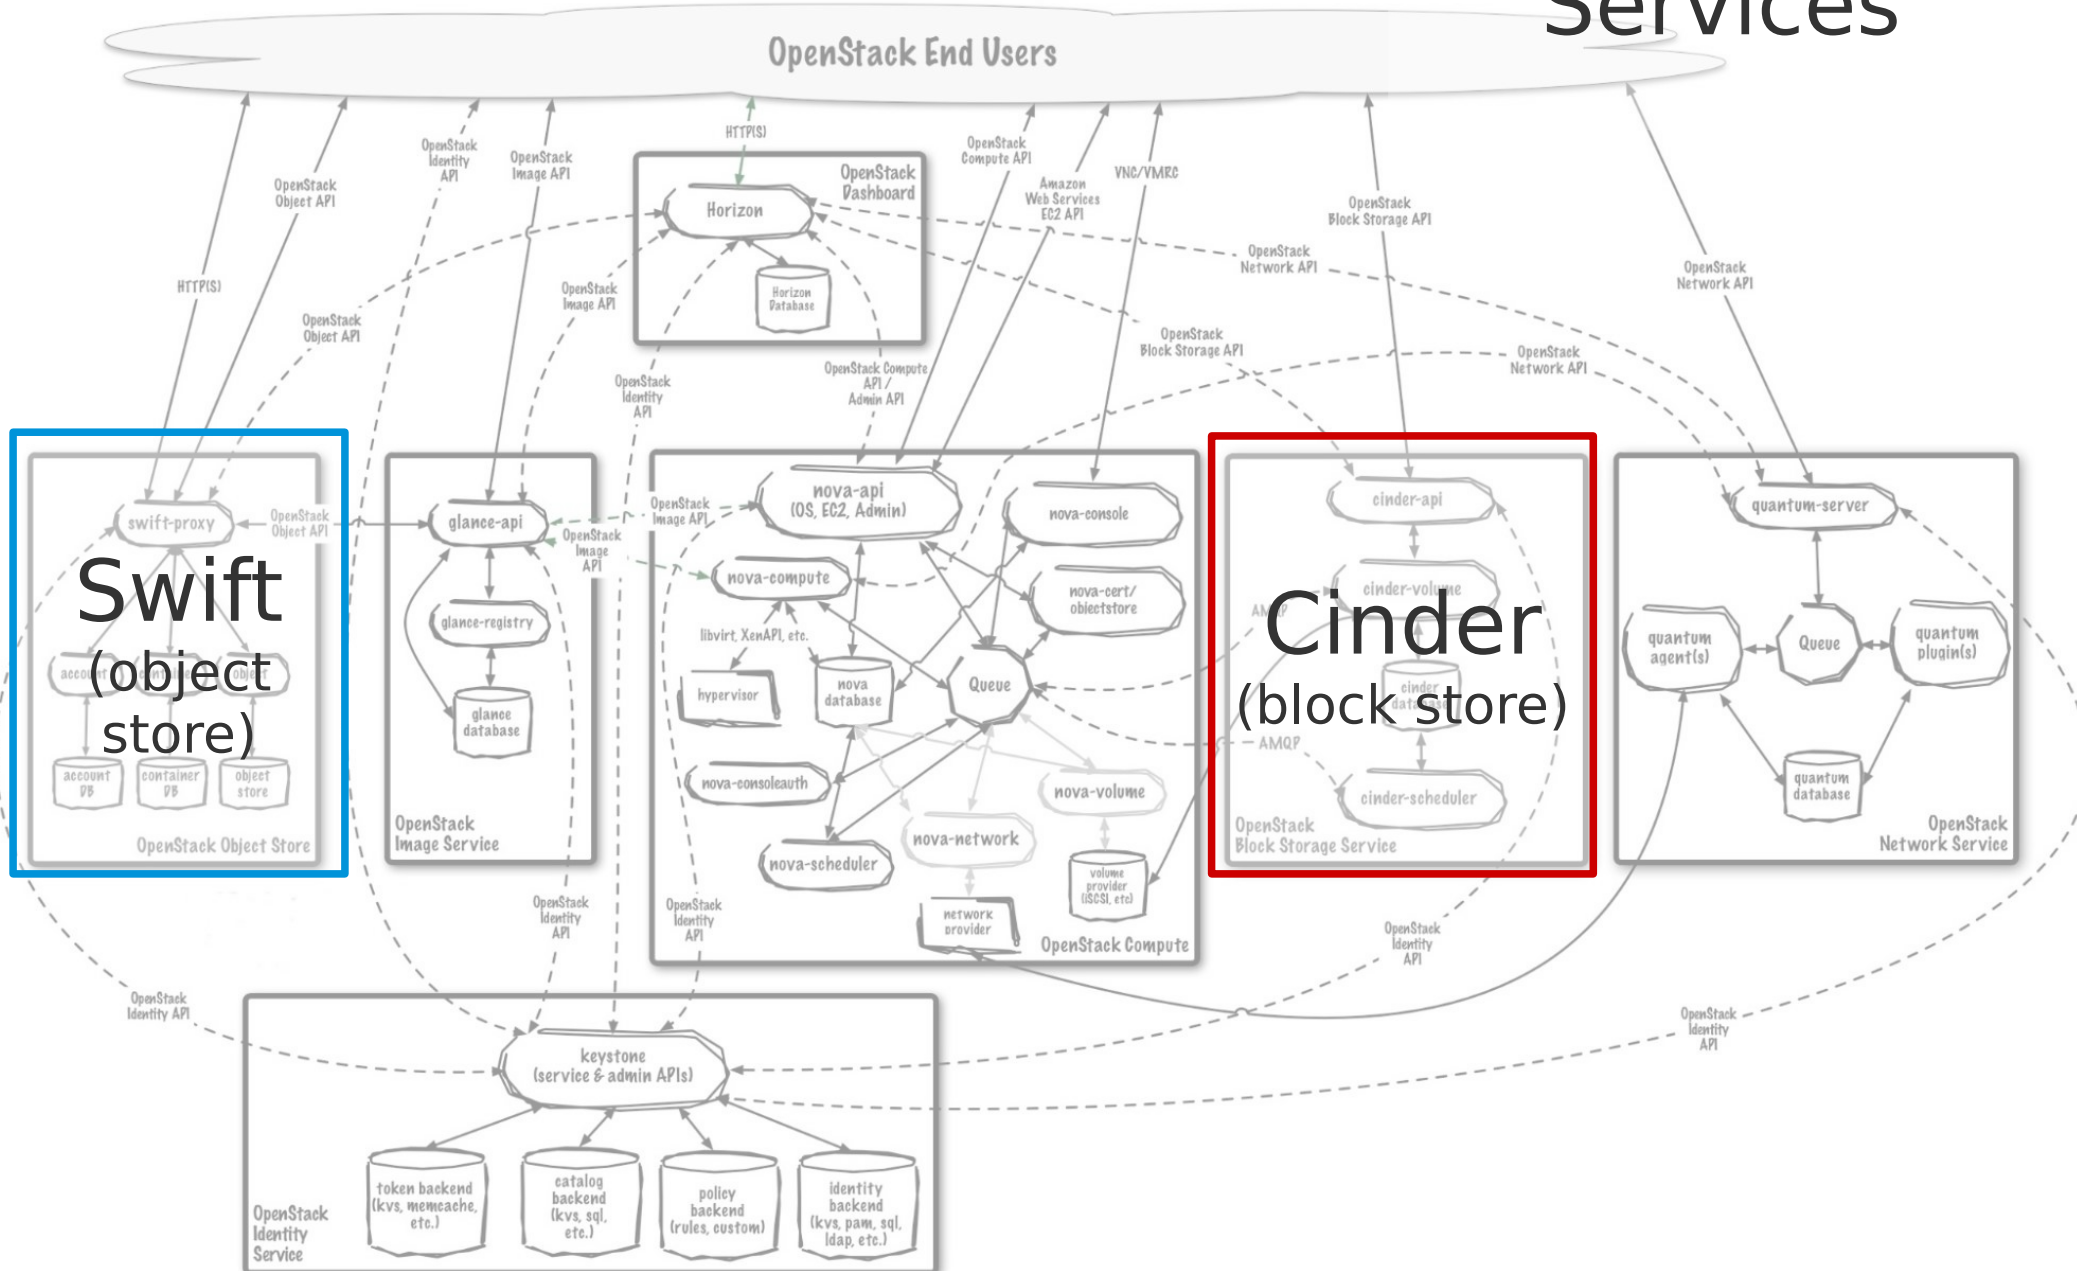 Services
OpenStack End Users
HTTP(S)
OpenStack
Object API
OpenStack
Identity
API
OpenStack
Image API
HTTP(S)
OpenStack
Compute API
Amazon
Web Services
EC2 API
VNC/VMRC
OpenStack
Block Storage API
OpenStack
Network API
OpenStack
Dashboard
Horizon
Horizon
Database
OpenStack
Object API
OpenStack
Image API
OpenStack
Identity
API
OpenStack Compute
API /
Admin API
OpenStack
Network API
OpenStack
Block Storage API
OpenStack
Network API
swift-proxy
OpenStack
Object API
Swift
(object
store)
account
container
object
account
DB
container
DB
object
store
OpenStack Object Store
glance-api
glance-registry
glance
database
OpenStack
Image Service
OpenStack
Image API
OpenStack
Image
API
nova-api
(OS, EC2, Admin)
nova-console
nova-compute
nova-cert/
objectstore
libvirt, XenAPI, etc.
hypervisor
nova
database
Queue
nova-consoleauth
nova-volume
nova-network
nova-scheduler
volume
provider
(iSCSI, etc)
network
provider
OpenStack Compute
cinder-api
cinder-volume
AMQP
Cinder
(block store)
cinder
database
AMQP
cinder-scheduler
OpenStack
Block Storage Service
quantum-server
quantum
agent(s)
Queue
quantum
plugin(s)
quantum
database
OpenStack
Network Service
OpenStack
Identity
API
OpenStack
Identity
API
OpenStack
Identity
API
OpenStack
Identity API
OpenStack
Identity
API
keystone
(service & admin APIs)
token backend
(kvs, memcache,
etc.)
catalog
backend
(kvs, sql,
etc.)
policy
backend
(rules, custom)
identity
backend
(kvs, pam, sql,
ldap, etc.)
OpenStack
Identity
Service